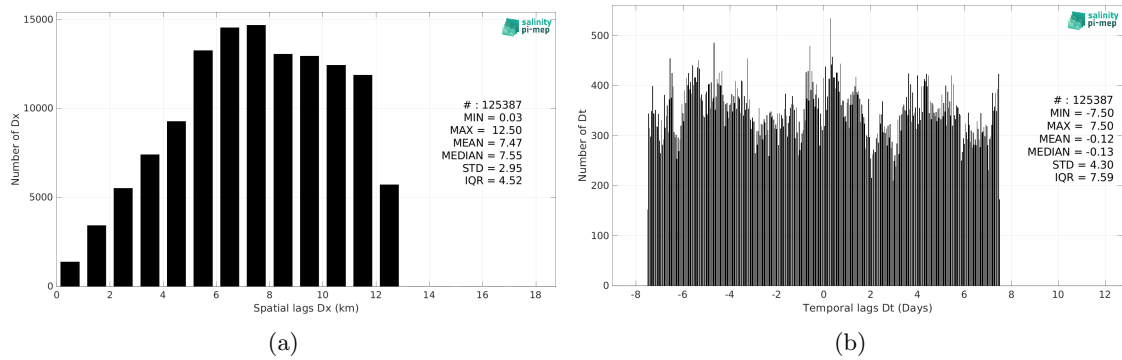 15000
10000
5000
0
Number of Dx
0 2 4 6 8 10 12 14 16 18
Spatial lags Dx (km)
salinity
pi-mep
# : 125387
MIN = 0.03
MAX = 12.50
MEAN = 7.47
MEDIAN = 7.55
STD = 2.95
IQR = 4.52
(a)
500
400
300
200
100
0
Number of Dt
-8 -6 -4 -2 0 2 4 6 8 10 12
Temporal lags Dt (Days)
salinity
pi-mep
# : 125387
MIN = -7.50
MAX = 7.50
MEAN = -0.12
MEDIAN = -0.13
STD = 4.30
IQR = 7.59
(b)